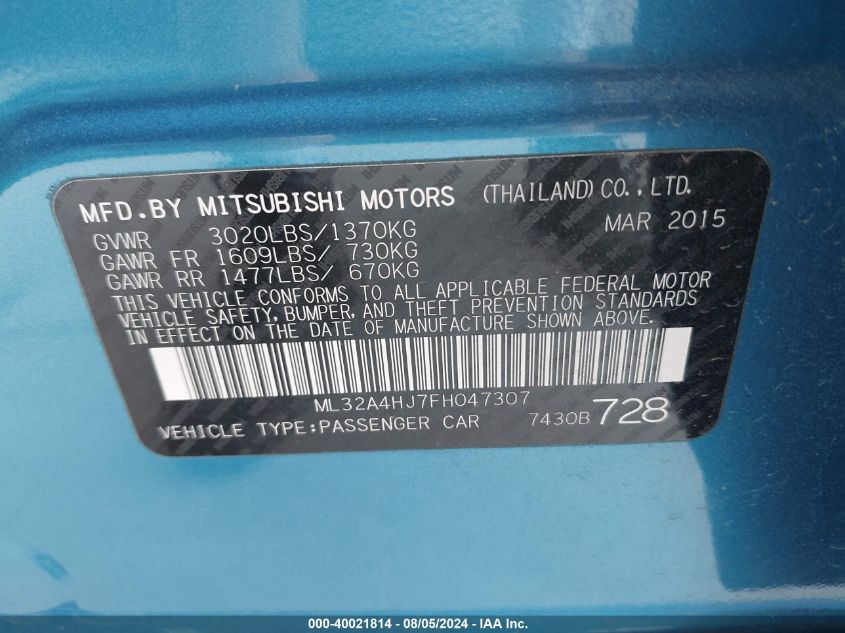 MFD.BY MITSUBISHI MOTORS (THAILAND) CO., LTD.
MAR 2015
GVWR 3020LBS/1370KG
GAWR FR 1609LBS/ 730KG
GAWR RR 1477LBS/ 670KG
THIS VEHICLE CONFORMS TO ALL APPLICABLE FEDERAL MOTOR
VEHICLE SAFETY, BUMPER, AND THEFT PREVENTION STANDARDS
IN EFFECT ON THE DATE OF MANUFACTURE SHOWN ABOVE.
ML32A4HJ7FH047307
VEHICLE TYPE:PASSENGER CAR 7430B 728
000-40021814 - 08/05/2024 - IAA Inc.